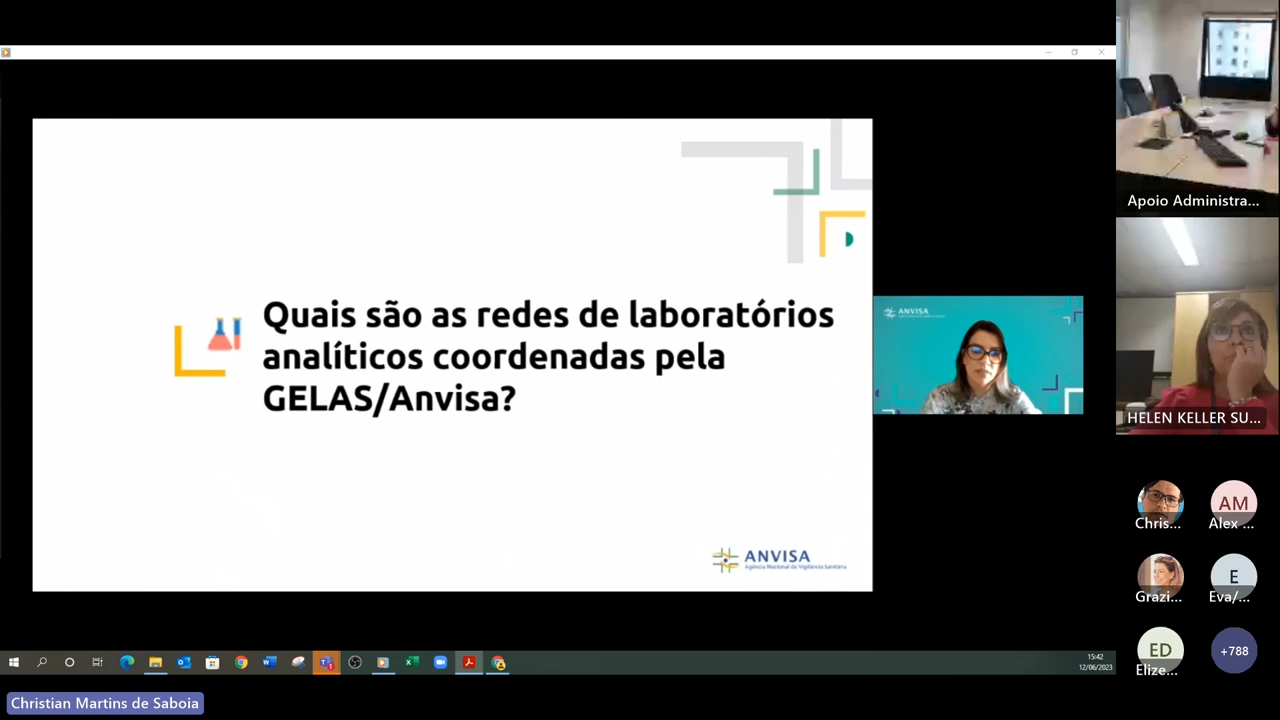 Quais são as redes de laboratórios
analíticos coordenadas pela
GELAS/Anvisa?
ANVISA
Agência Nacional de Vigilância Sanitária
ANVISA
Apoio Administra...
HELEN KELLER SU...
Chris...
AM
Alex ...
Grazi...
E
Eva/...
ED
Elize...
+788
15:42
12/06/2023
Christian Martins de Saboia